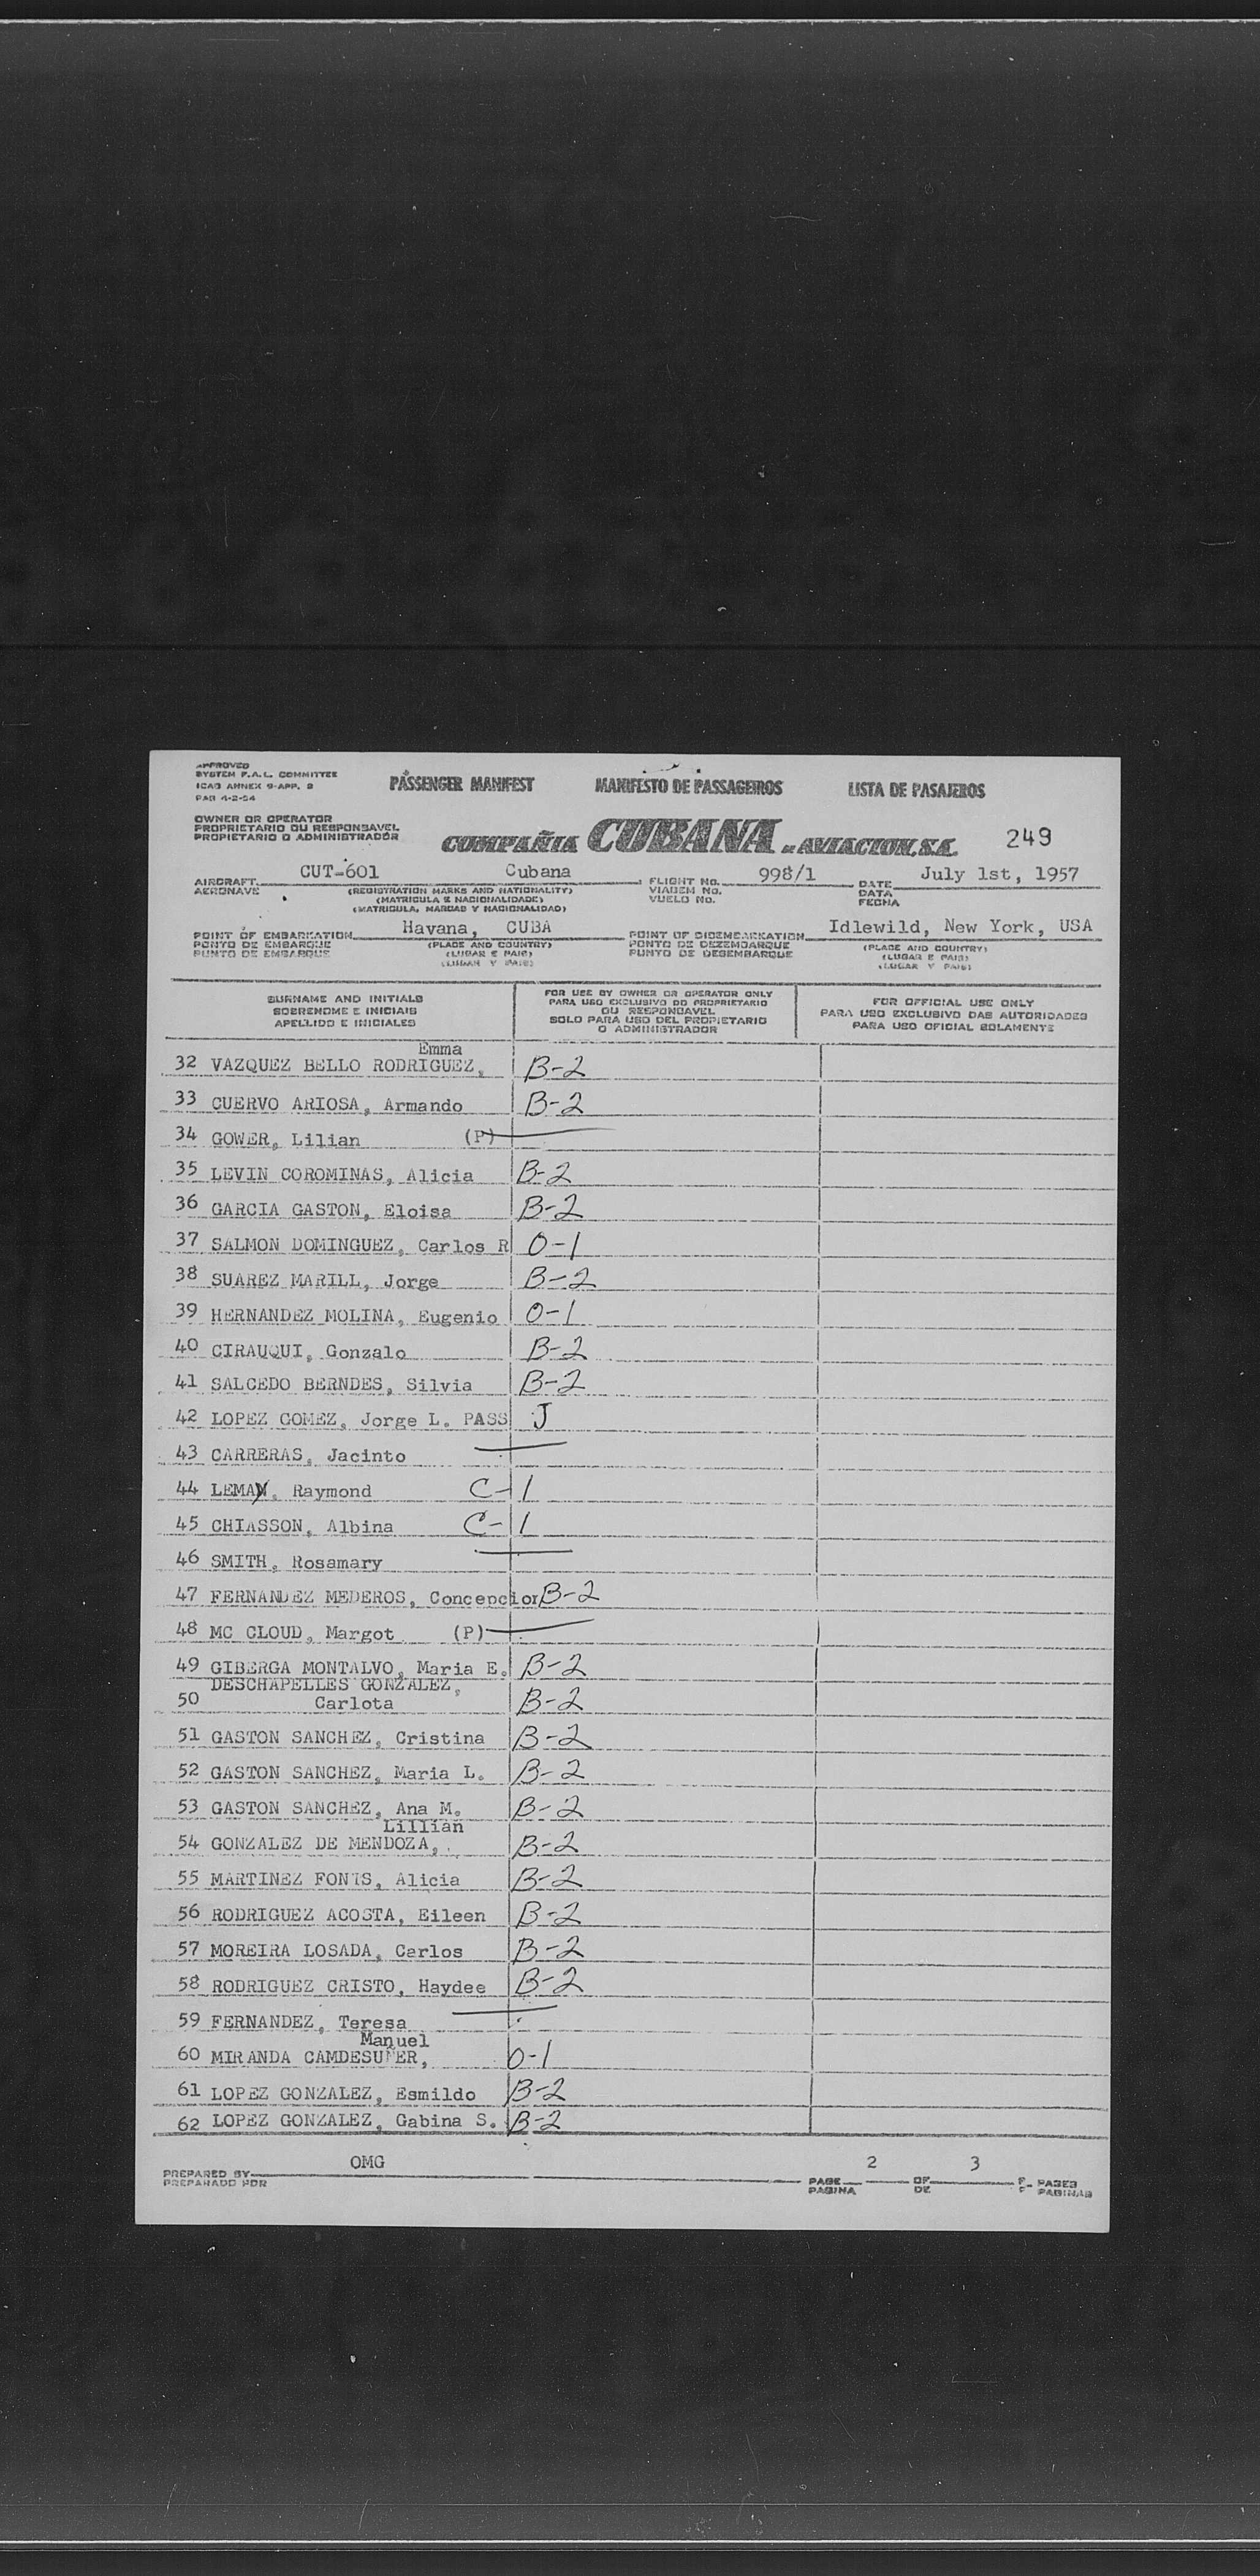 APPROVED
SYSTEM F.A.L. COMMITTEE
ICAO ANNEX 9-APP. 8
PAB 4-2-54
PASSENGER MANIFEST MANIFESTO DE PASSAGEIROS LISTA DE PASAJEROS
OWNER OR OPERATOR
PROPRIETARIO OU RESPONSAVEL
PROPIETARIO O ADMINISTRADOR
COMPAÑIA CUBANA DE AVIACION, S.A. 249
AIRCRAFT CUT-601 Cubana FLIGHT No. 998/1 DATE July 1st, 1957
AERONAVE (REGISTRATION MARKS AND NATIONALITY) VIAGEM No. DATA
(MATRICULA E NACIONALIDADE) VUELO No. FECHA
(MATRICULA, MARCAS Y NACIONALIDAD)
POINT OF EMBARKATION Havana, CUBA POINT OF DISEMBARKATION Idlewild, New York, USA
PONTO DE EMBARQUE (PLACE AND COUNTRY) PONTO DE DEZEMBARQUE (PLACE AND COUNTRY)
PUNTO DE EMBARQUE (LUGAR E PAIS) PUNTO DE DESEMBARQUE (LUGAR E PAIS)
(LUGAR Y PAIS) (LUGAR Y PAIS)
SURNAME AND INITIALS
SOBRENOME E INICIAIS
APELLIDO E INICIALES
FOR USE BY OWNER OR OPERATOR ONLY
PARA USO EXCLUSIVO DO PROPRIETARIO
OU RESPONSAVEL
SOLO PARA USO DEL PROPIETARIO
O ADMINISTRADOR
FOR OFFICIAL USE ONLY
PARA USO EXCLUSIVO DAS AUTORIDADES
PARA USO OFICIAL SOLAMENTE
Emma
32 VAZQUEZ BELLO RODRIGUEZ, B-2
33 CUERVO ARIOSA, Armando B-2
34 GOWER, Lilian (P)
35 LEVIN COROMINAS, Alicia B-2
36 GARCIA GASTON, Eloisa B-2
37 SALMON DOMINGUEZ, Carlos R O-1
38 SUAREZ MARILL, Jorge B-2
39 HERNANDEZ MOLINA, Eugenio O-1
40 CIRAUQUI, Gonzalo B-2
41 SALCEDO BERNDES, Silvia B-2
42 LOPEZ GOMEZ, Jorge L. PASS J
43 CARRERAS, Jacinto
44 LEMAY, Raymond C-1
45 CHIASSON, Albina C-1
46 SMITH, Rosamary
47 FERNANDEZ MEDEROS, Concepcion B-2
48 MC CLOUD, Margot (P)
49 GIBERGA MONTALVO, Maria E. B-2
DESCHAPELLES GONZALEZ,
50 Carlota B-2
51 GASTON SANCHEZ, Cristina B-2
52 GASTON SANCHEZ, Maria L. B-2
53 GASTON SANCHEZ, Ana M. B-2
Lillian
54 GONZALEZ DE MENDOZA, B-2
55 MARTINEZ FONTS, Alicia B-2
56 RODRIGUEZ ACOSTA, Eileen B-2
57 MOREIRA LOSADA, Carlos B-2
58 RODRIGUEZ CRISTO, Haydee B-2
59 FERNANDEZ, Teresa
Manuel
60 MIRANDA CAMDESUÑER, O-1
61 LOPEZ GONZALEZ, Esmildo B-2
62 LOPEZ GONZALEZ, Gabina S. B-2
PREPARED BY OMG PAGE 2 OF 3 PAGES
PREPARADO POR PAGINA DE PAGINAS